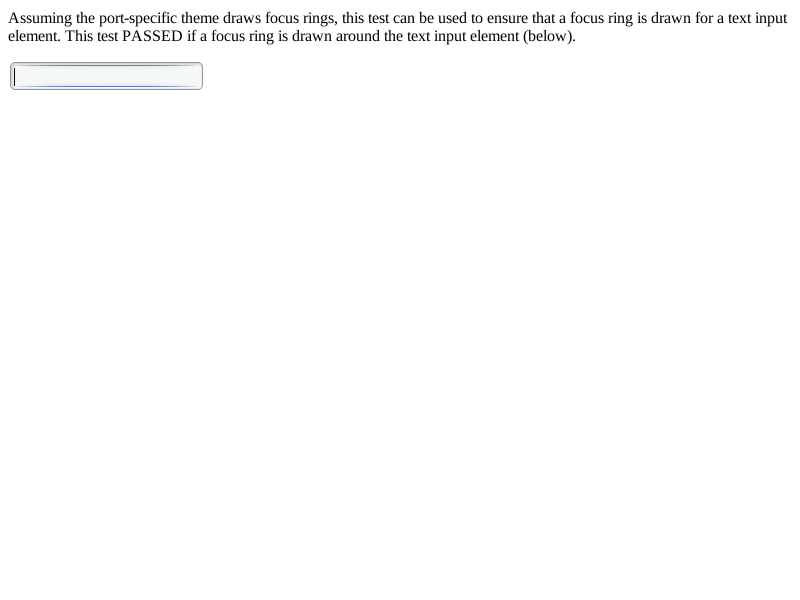 Assuming the port-specific theme draws focus rings, this test can be used to ensure that a focus ring is drawn for a text input
element. This test PASSED if a focus ring is drawn around the text input element (below).